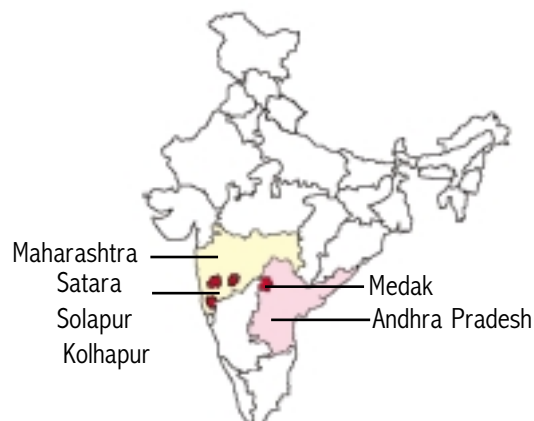 Maharashtra
Satara
Solapur
Kolhapur
Medak
Andhra Pradesh